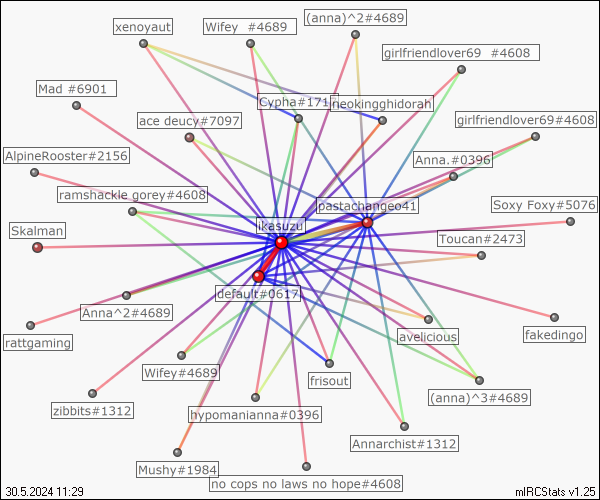 (anna)^2#4689
xenoyaut
Wifey #4689
girlfriendlover69 #4608
Mad #6901
Cypha#171
neokingghidorah
ace deucy#7097
girlfriendlover69#4608
AlpineRooster#2156
Anna.#0396
ramshackle gorey#4608
pastachangeo41
Soxy Foxy#5076
ikasuzu
Skalman
Toucan#2473
default#0617
Anna^2#4689
rattgaming
avelicious
fakedingo
Wifey#4689
frisout
(anna)^3#4689
zibbits#1312
hypomanianna#0396
Annarchist#1312
Mushy#1984
no cops no laws no hope#4608
30.5.2024 11:29
mIRCStats v1.25